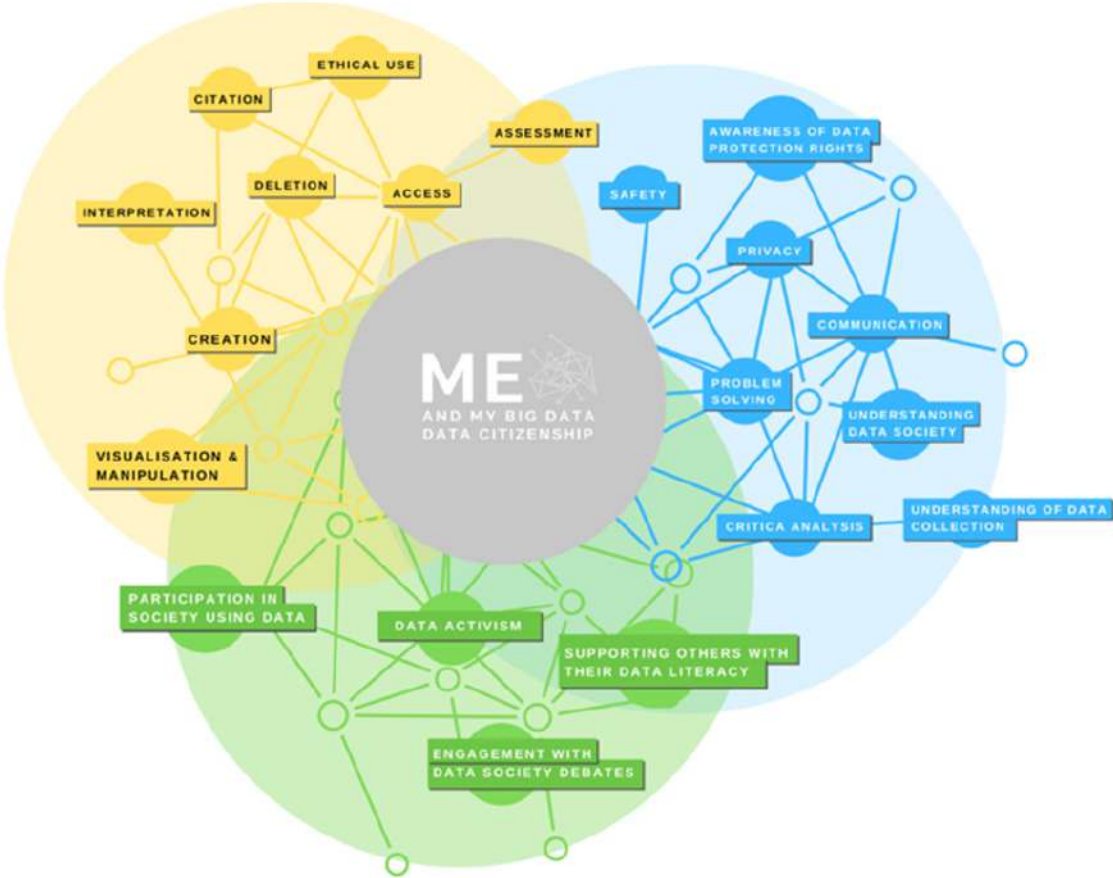 ETHICAL USE
CITATION
ASSESSMENT
DELETION
ACCESS
INTERPRETATION
CREATION
VISUALISATION &
MANIPULATION
AWARENESS OF DATA
PROTECTION RIGHTS
SAFETY
PRIVACY
COMMUNICATION
PROBLEM
SOLVING
UNDERSTANDING
DATA SOCIETY
CRITICA ANALYSIS
UNDERSTANDING OF DATA
COLLECTION
ME
AND MY BIG DATA
DATA CITIZENSHIP
PARTICIPATION IN
SOCIETY USING DATA
DATA ACTIVISM
SUPPORTING OTHERS WITH
THEIR DATA LITERACY
ENGAGEMENT WITH
DATA SOCIETY DEBATES